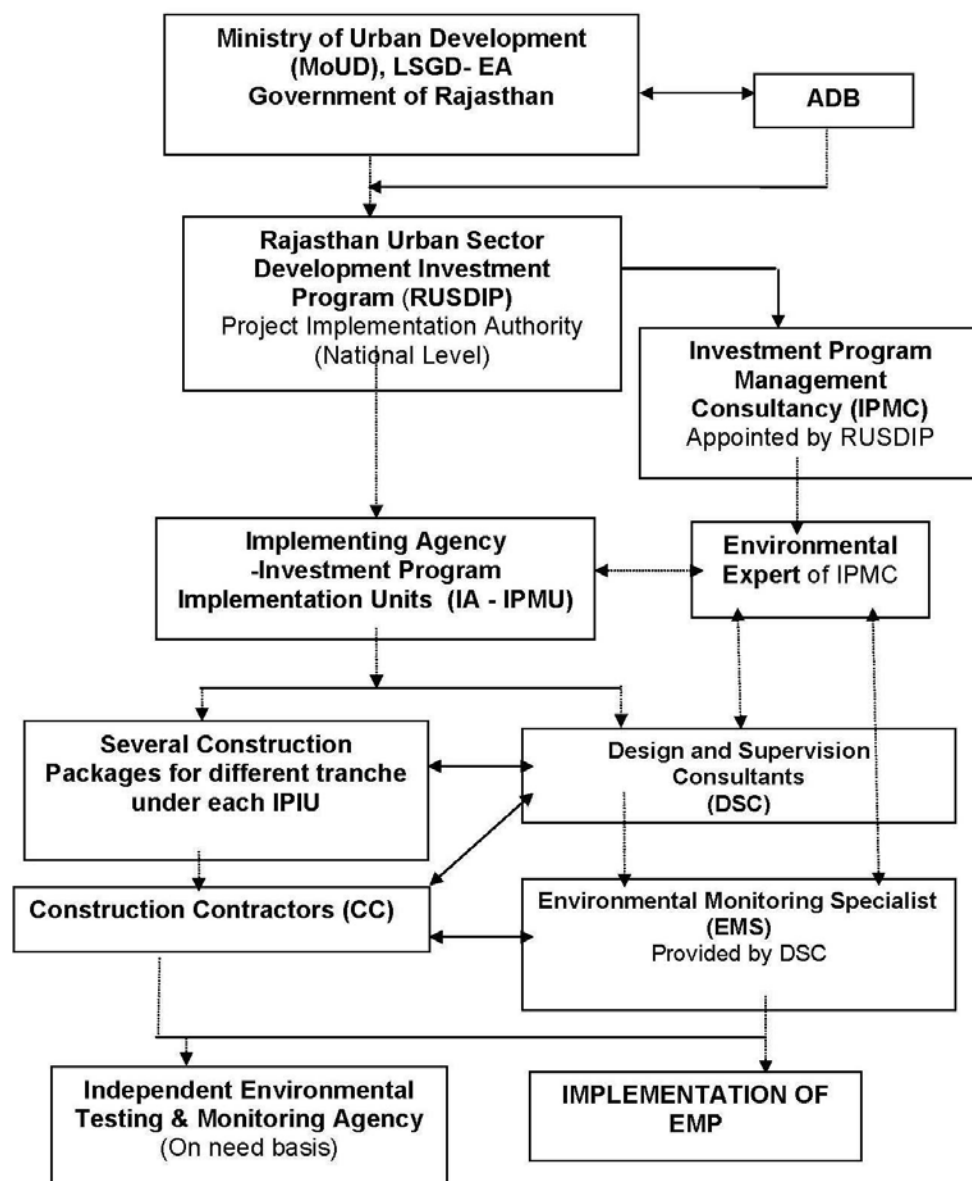 Ministry of Urban Development
(MoUD), LSGD- EA
Government of Rajasthan
ADB
Rajasthan Urban Sector
Development Investment
Program (RUSDIP)
Project Implementation Authority
(National Level)
Investment Program
Management
Consultancy (IPMC)
Appointed by RUSDIP
Implementing Agency
-Investment Program
Implementation Units (IA - IPMU)
Environmental
Expert of IPMC
Several Construction
Packages for different tranche
under each IPIU
Design and Supervision
Consultants
(DSC)
Construction Contractors (CC)
Environmental Monitoring Specialist
(EMS)
Provided by DSC
Independent Environmental
Testing & Monitoring Agency
(On need basis)
IMPLEMENTATION OF
EMP